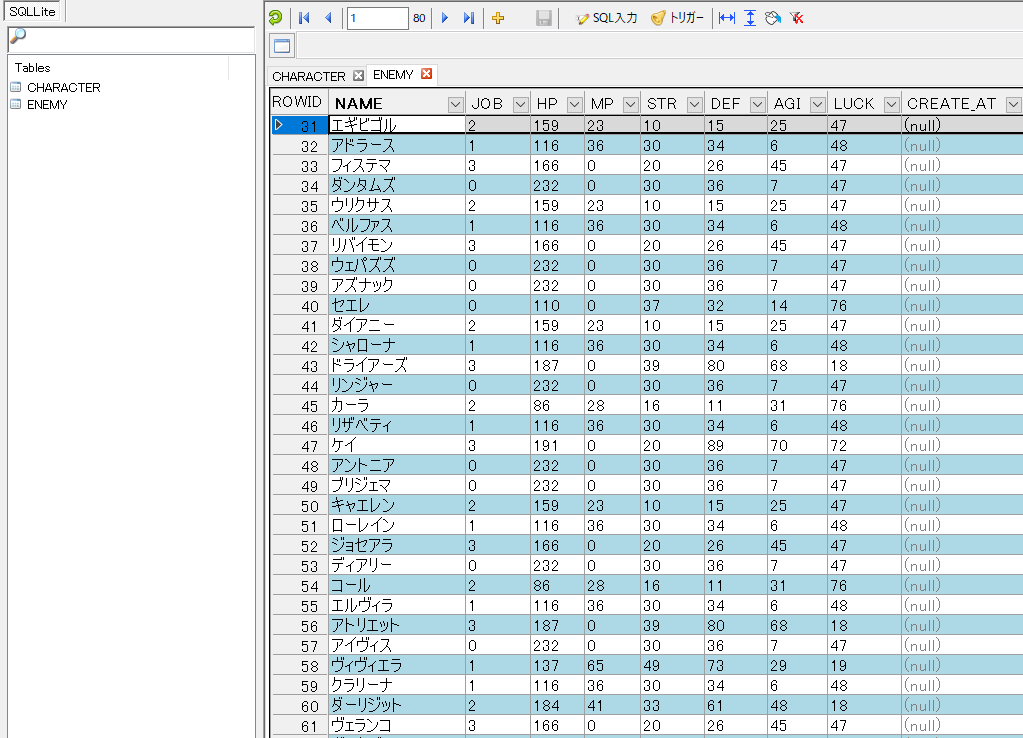 SQLLite
1 80 SQL入力 トリガー
Tables
CHARACTER
ENEMY
CHARACTER ENEMY
ROWID NAME JOB HP MP STR DEF AGI LUCK CREATE_AT
31 エギビゴル 2 159 23 10 15 25 47 (null)
32 アドラース 1 116 36 30 34 6 48 (null)
33 フィステマ 3 166 0 20 26 45 47 (null)
34 ダンタムズ 0 232 0 30 36 7 47 (null)
35 ウリクサス 2 159 23 10 15 25 47 (null)
36 ベルファス 1 116 36 30 34 6 48 (null)
37 リバイモン 3 166 0 20 26 45 47 (null)
38 ウェパズズ 0 232 0 30 36 7 47 (null)
39 アズナック 0 232 0 30 36 7 47 (null)
40 セエレ 0 110 0 37 32 14 76 (null)
41 ダイアニー 2 159 23 10 15 25 47 (null)
42 シャローナ 1 116 36 30 34 6 48 (null)
43 ドライアーズ 3 187 0 39 80 68 18 (null)
44 リンジャー 0 232 0 30 36 7 47 (null)
45 カーラ 2 86 28 16 11 31 76 (null)
46 リザベティ 1 116 36 30 34 6 48 (null)
47 ケイ 3 191 0 20 89 70 72 (null)
48 アントニア 0 232 0 30 36 7 47 (null)
49 ブリジェマ 0 232 0 30 36 7 47 (null)
50 キャエレン 2 159 23 10 15 25 47 (null)
51 ローレイン 1 116 36 30 34 6 48 (null)
52 ジョセアラ 3 166 0 20 26 45 47 (null)
53 ディアリー 0 232 0 30 36 7 47 (null)
54 コール 2 86 28 16 11 31 76 (null)
55 エルヴィラ 1 116 36 30 34 6 48 (null)
56 アトリエット 3 187 0 39 80 68 18 (null)
57 アイヴィス 0 232 0 30 36 7 47 (null)
58 ヴィヴィエラ 1 137 65 49 73 29 19 (null)
59 クラリーナ 1 116 36 30 34 6 48 (null)
60 ダーリジット 2 184 41 33 61 48 18 (null)
61 ヴェランコ 3 166 0 20 26 45 47 (null)